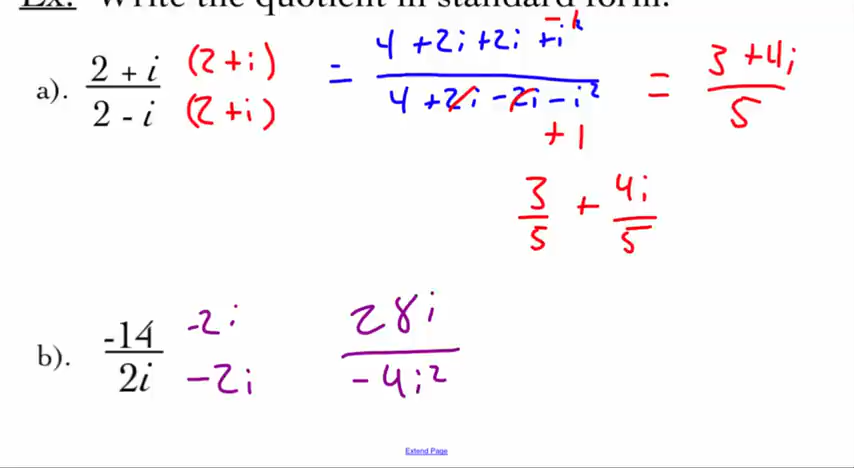 Ex: Write the quotient in standard form.
a). 2 + i / 2 - i (2+i) / (2+i) = 4 +2i +2i +i² -1 / 4 +2i -2i -i² +1 = 3 +4i / 5
3/5 + 4i/5
b). -14 / 2i -2i / -2i 28i / -4i²
Extend Page